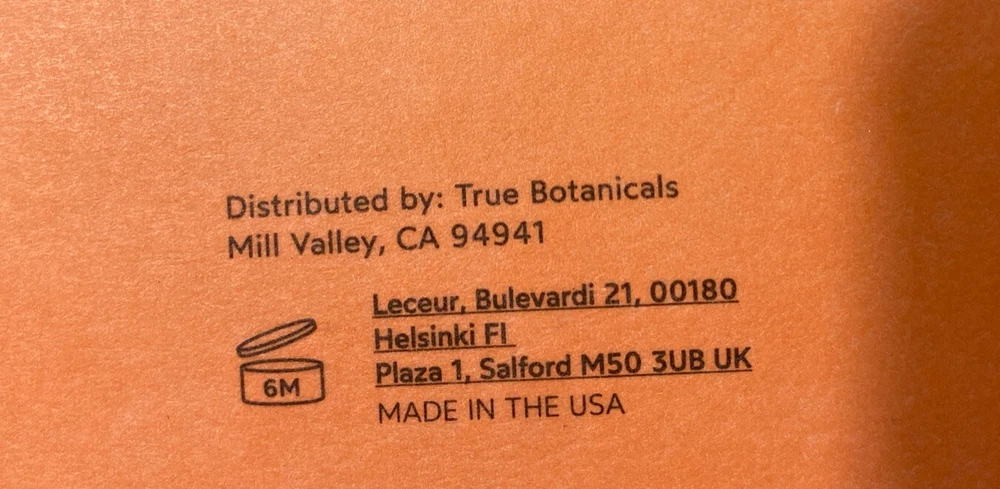 Distributed by: True Botanicals
Mill Valley, CA 94941
Leceur, Bulevardi 21, 00180
Helsinki FI
Plaza 1, Salford M50 3UB UK
MADE IN THE USA
6M